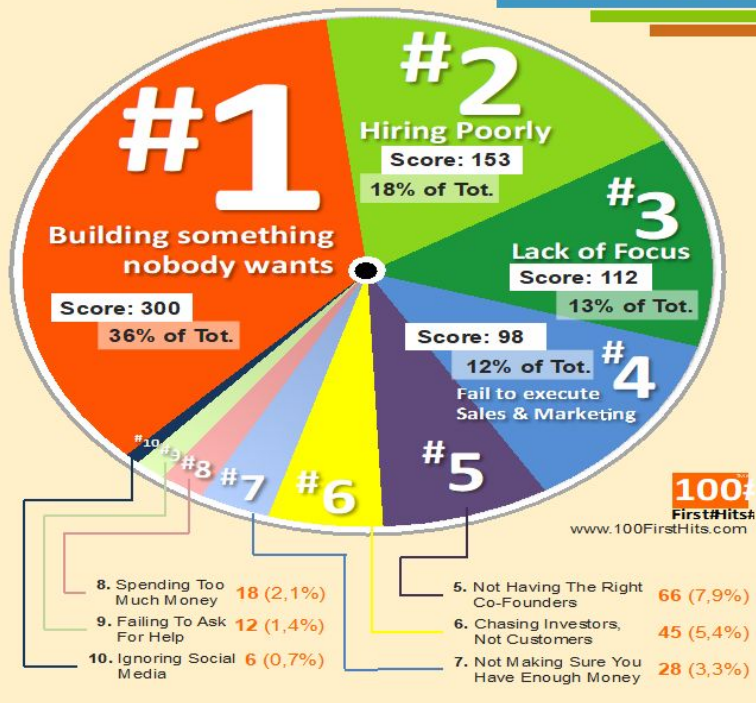 #1
Building something
nobody wants
Score: 300
36% of Tot.
#2
Hiring Poorly
Score: 153
18% of Tot.
#3
Lack of Focus
Score: 112
13% of Tot.
Score: 98
12% of Tot.
#4
Fail to execute
Sales & Marketing
#5
#6
#7
#8
#9
#10
100#
First#Hits#
www.100FirstHits.com
8. Spending Too
Much Money 18 (2,1%)
9. Failing To Ask
For Help 12 (1,4%)
10. Ignoring Social
Media 6 (0,7%)
5. Not Having The Right
Co-Founders 66 (7,9%)
6. Chasing Investors,
Not Customers 45 (5,4%)
7. Not Making Sure You
Have Enough Money 28 (3,3%)